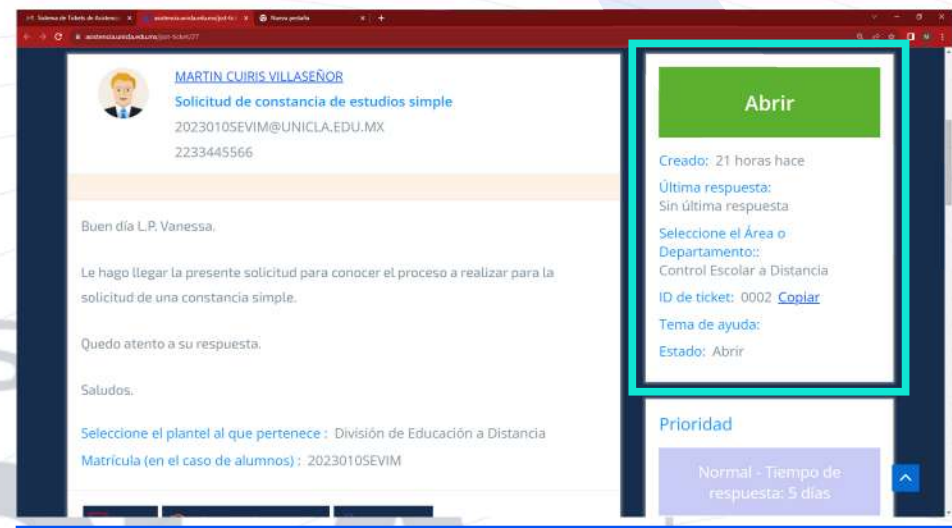 Nueva pestaña
MARTIN CUIRIS VILLASEÑOR
Solicitud de constancia de estudios simple
2023010SEVIM@UNICLA.EDU.MX
2233445566
Buen día L.P. Vanessa.
Le hago llegar la presente solicitud para conocer el proceso a realizar para la
solicitud de una constancia simple.
Quedo atento a su respuesta.
Saludos.
Seleccione el plantel al que pertenece : División de Educación a Distancia
Matrícula (en el caso de alumnos) : 2023010SEVIM
Abrir
Creado: 21 horas hace
Última respuesta:
Sin última respuesta
Seleccione el Área o
Departamento::
Control Escolar a Distancia
ID de ticket: 0002 Copiar
Tema de ayuda:
Estado: Abrir
Prioridad
Normal - Tiempo de
respuesta: 5 días